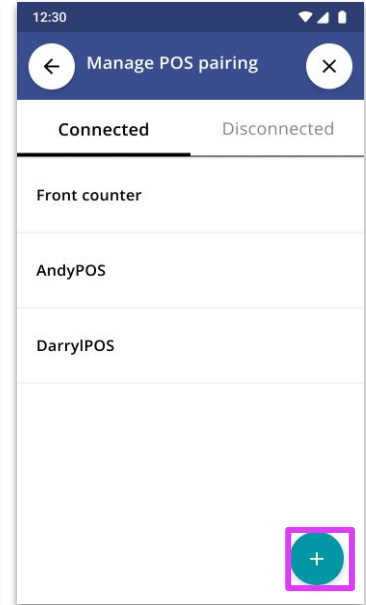 12:30
Manage POS pairing
Connected Disconnected
Front counter
AndyPOS
DarrylPOS
+